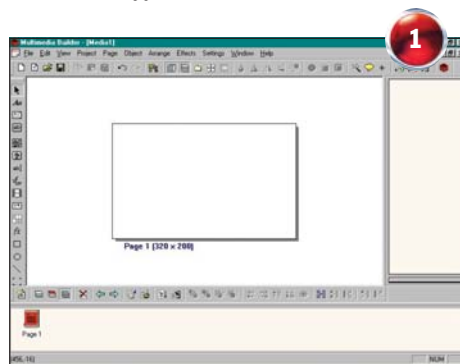 Multimedia Builder - [Media1]
1
File Edit View Project Page Object Arrange Effects Settings Window Help
Page 1 (320 x 200)
Page 1
NUM